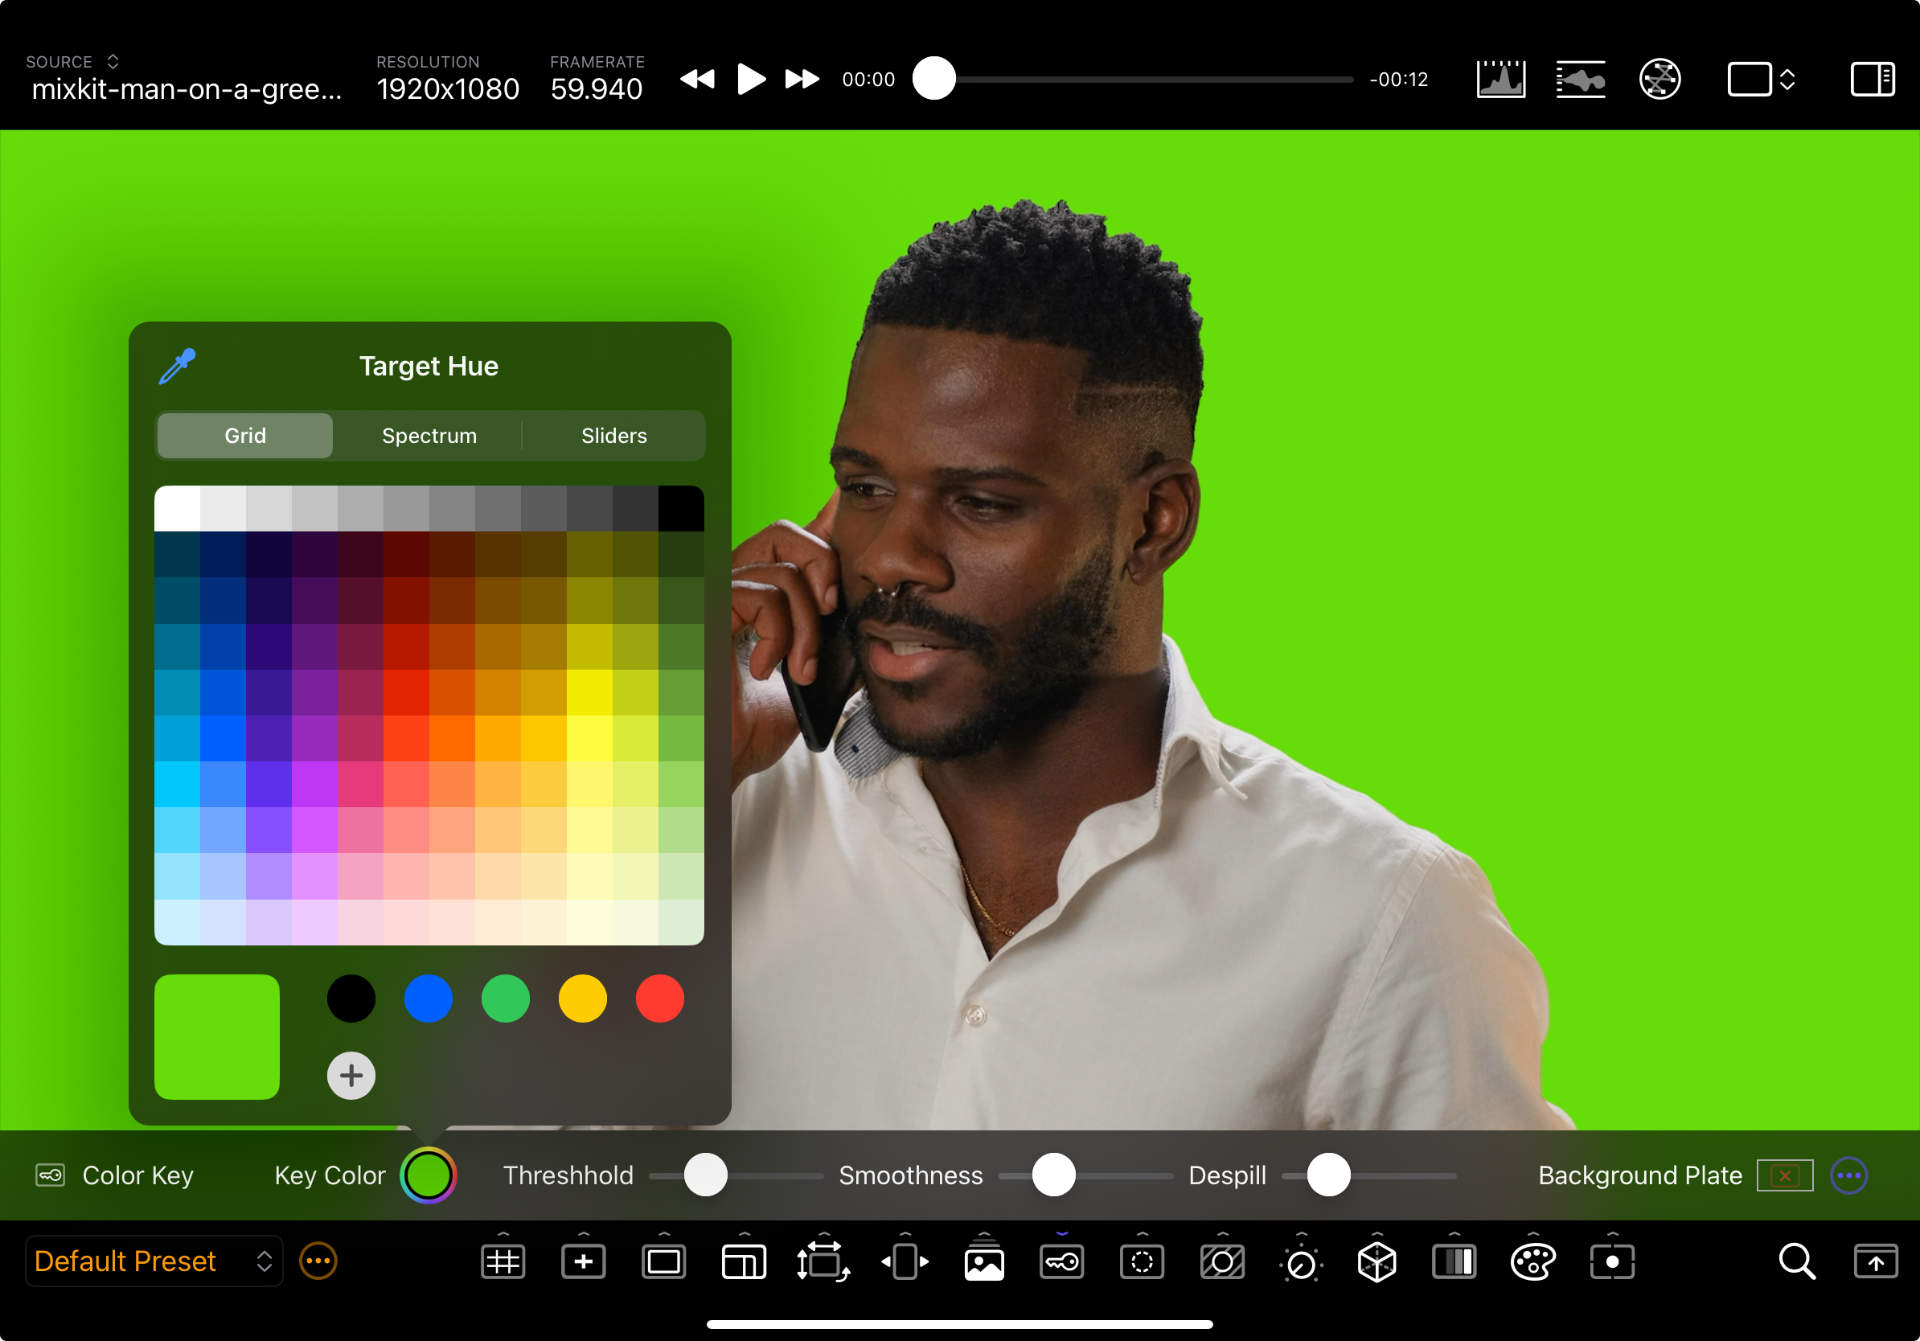 SOURCE
mixkit-man-on-a-gree...
RESOLUTION
1920x1080
FRAMERATE
59.940
00:00
-00:12
Target Hue
Grid
Spectrum
Sliders
Color Key
Key Color
Threshhold
Smoothness
Despill
Background Plate
Default Preset